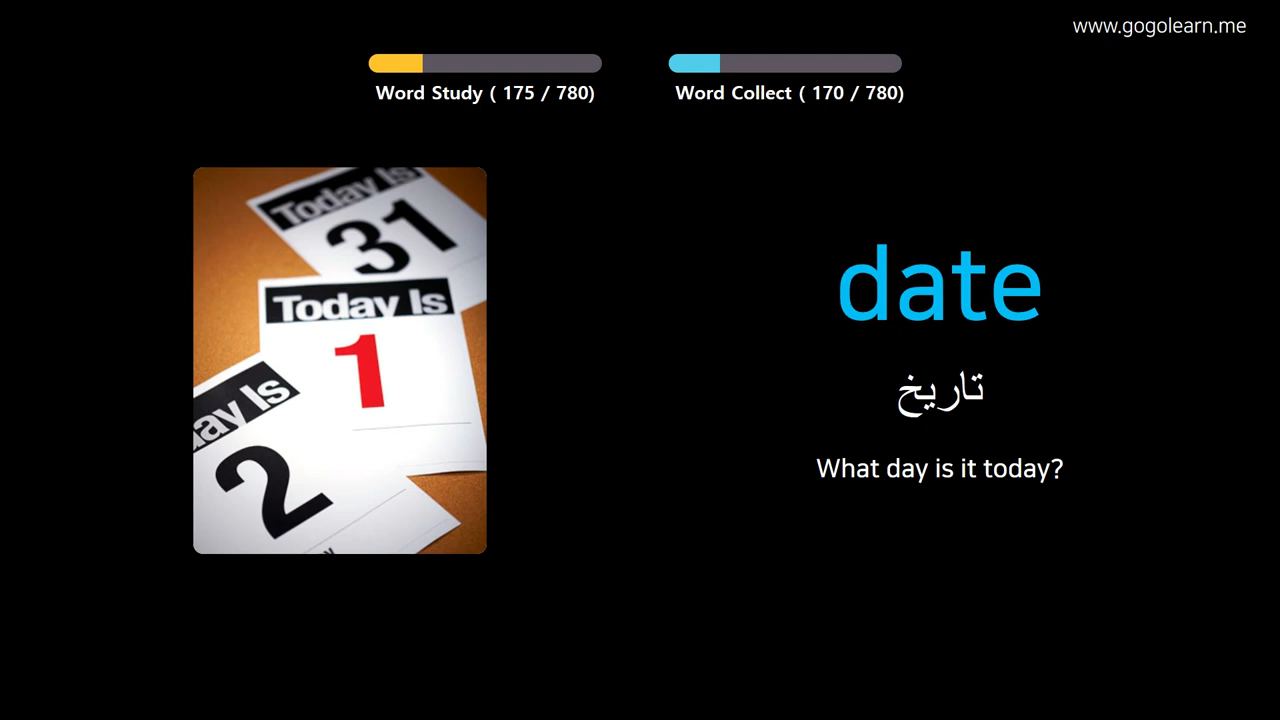 www.gogolearn.me
Word Study ( 175 / 780)
Word Collect ( 170 / 780)
Today Is
31
Today Is
1
ay Is
2
date
تاريخ
What day is it today?